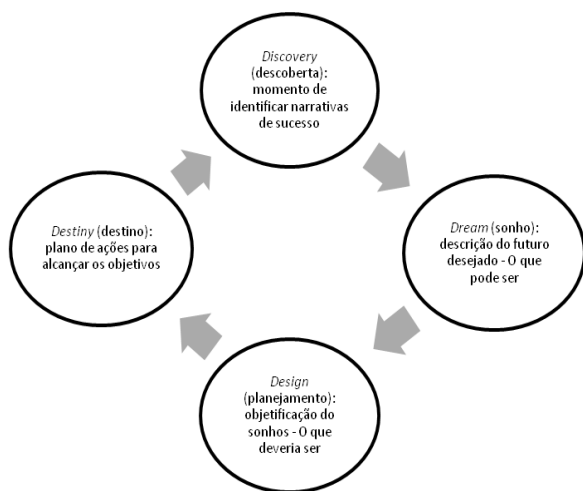 Discovery
(descoberta):
momento de
identificar narrativas
de sucesso
Dream (sonho):
descrição do futuro
desejado - O que
pode ser
Design
(planejamento):
objetificação do
sonhos - O que
deveria ser
Destiny (destino):
plano de ações para
alcançar os objetivos